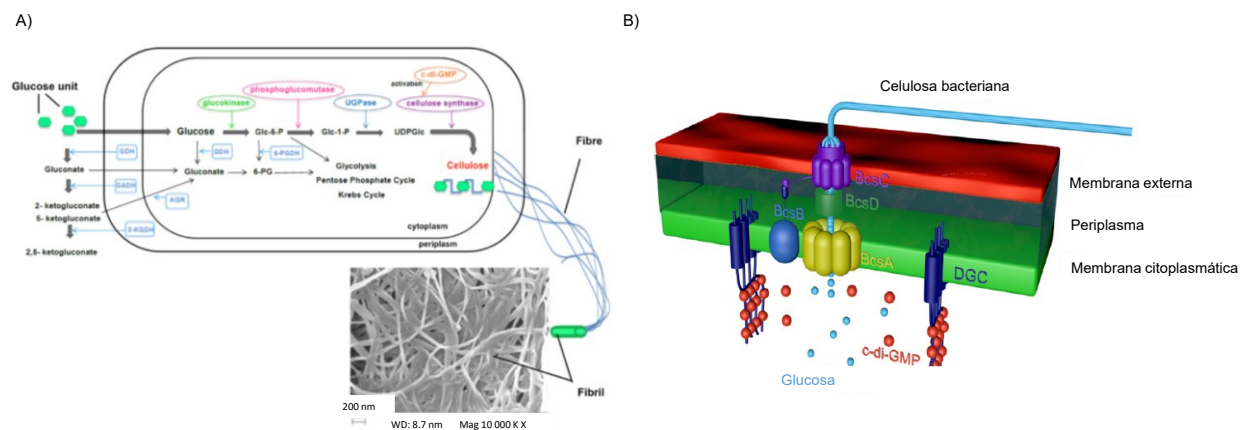 A)
B)
c-di-GMP
activation
phosphoglucomutase
glucokinase
UGPase
cellulose synthase
Glucose unit
Glucose
Glc-6-P
Glc-1-P
UDPGlc
GDH
GDH
6-PGDH
Gluconate
Gluconate
6-PG
Glycolysis
Pentose Phosphate Cycle
Krebs Cycle
Cellulose
GADH
KGR
2- ketogluconate
5- ketogluconate
2-KGDH
2,5- ketogluconate
cytoplasm
periplasm
Fibre
Fibril
200 nm
WD: 8.7 nm
Mag 10 000 K X
Celulosa bacteriana
Membrana externa
Periplasma
Membrana citoplasmática
BcsC
BcsD
BcsB
BcsA
DGC
c-di-GMP
Glucosa